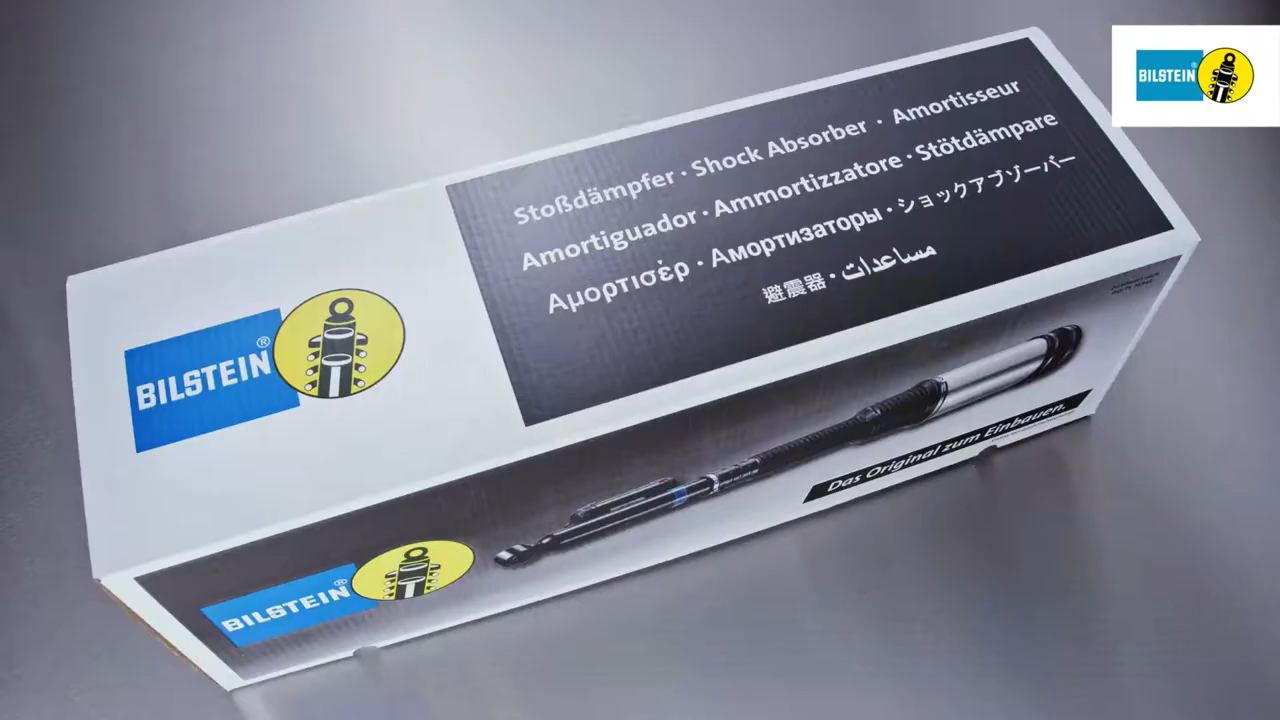 BILSTEIN®
Stoßdämpfer · Shock Absorber · Amortisseur
Amortiguador · Ammortizzatore · Stötdämpare
Αμορτισέρ · Амортизаторы · ショックアブソーバー
避震器 · مساعدات
BILSTEIN®
Das Original zum Einbauen.
BILSTEIN®